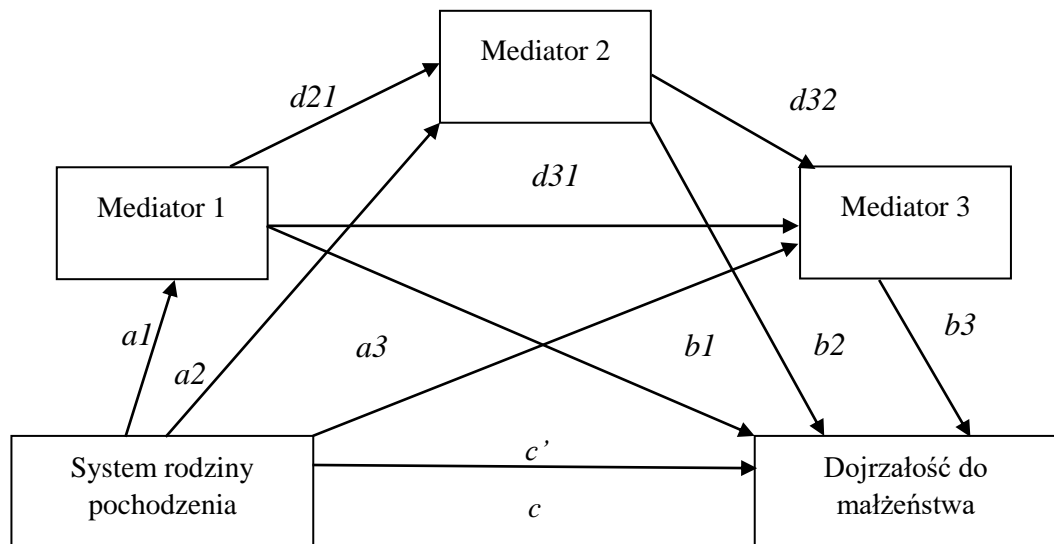 Mediator 2
d21
d32
Mediator 1
d31
Mediator 3
a1
a2
a3
b1
b2
b3
System rodziny
pochodzenia
c’
c
Dojrzałość do
małżeństwa